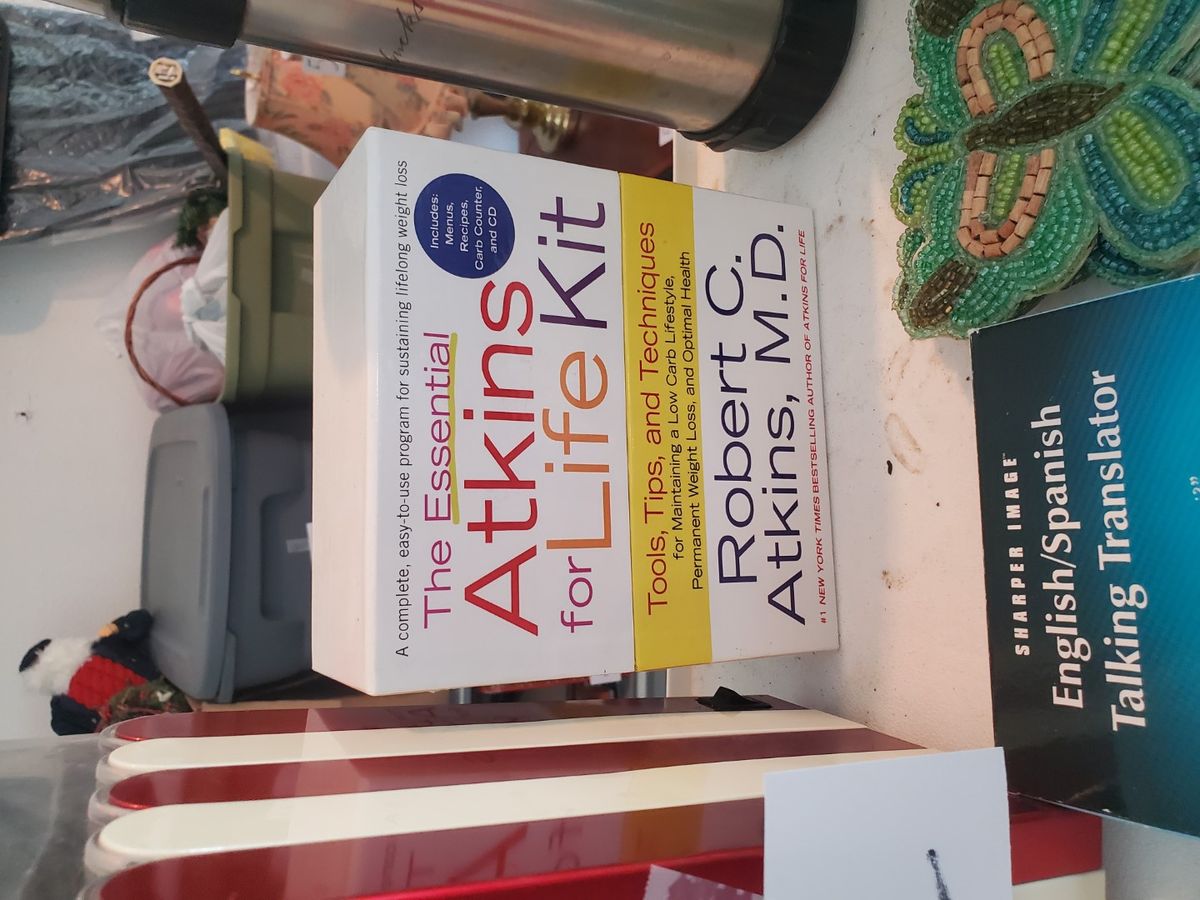 A complete, easy-to-use program for sustaining lifelong weight loss
The Essential
Atkins
for Life Kit
Includes:
Menus,
Recipes,
Carb Counter,
and CD
Tools, Tips, and Techniques
for Maintaining a Low Carb Lifestyle,
Permanent Weight Loss, and Optimal Health
Robert C.
Atkins, M.D.
#1 NEW YORK TIMES BESTSELLING AUTHOR OF ATKINS FOR LIFE
SHARPER IMAGE™
English/Spanish
Talking Translator